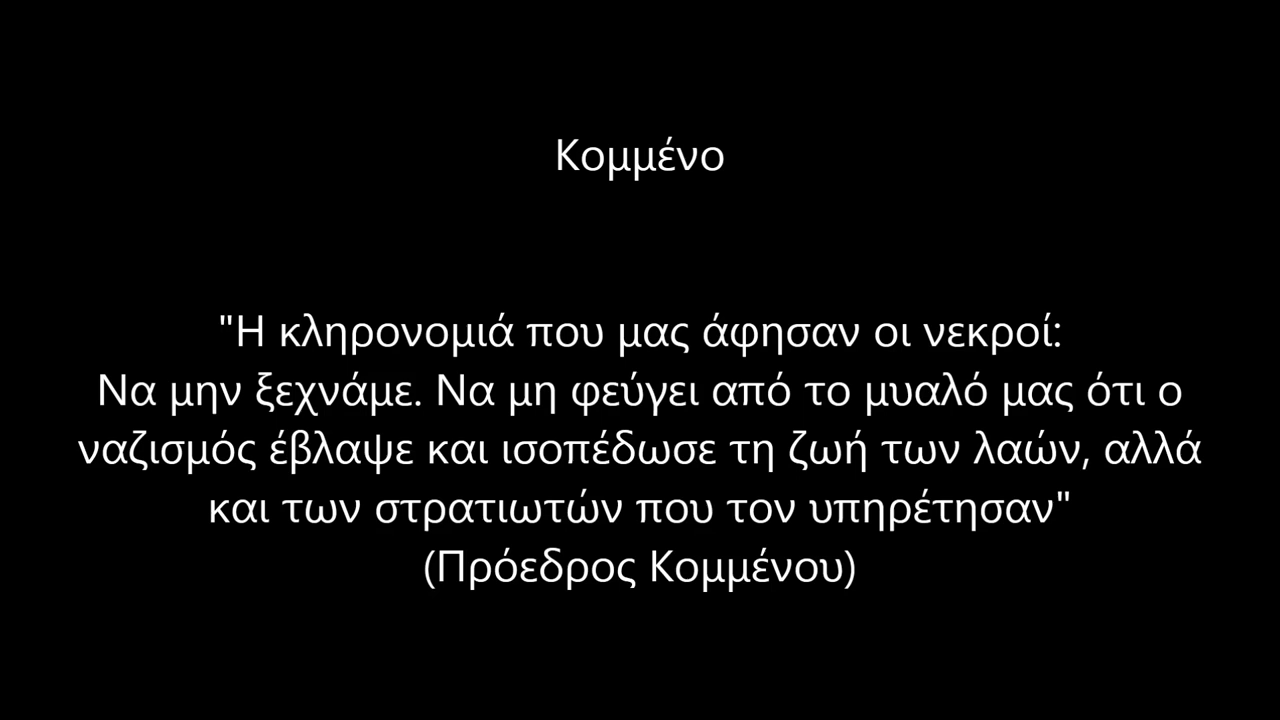 Κομμένο
"Η κληρονομιά που μας άφησαν οι νεκροί:
Να μην ξεχνάμε. Να μη φεύγει από το μυαλό μας ότι ο
ναζισμός έβλαψε και ισοπέδωσε τη ζωή των λαών, αλλά
και των στρατιωτών που τον υπηρέτησαν"
(Πρόεδρος Κομμένου)